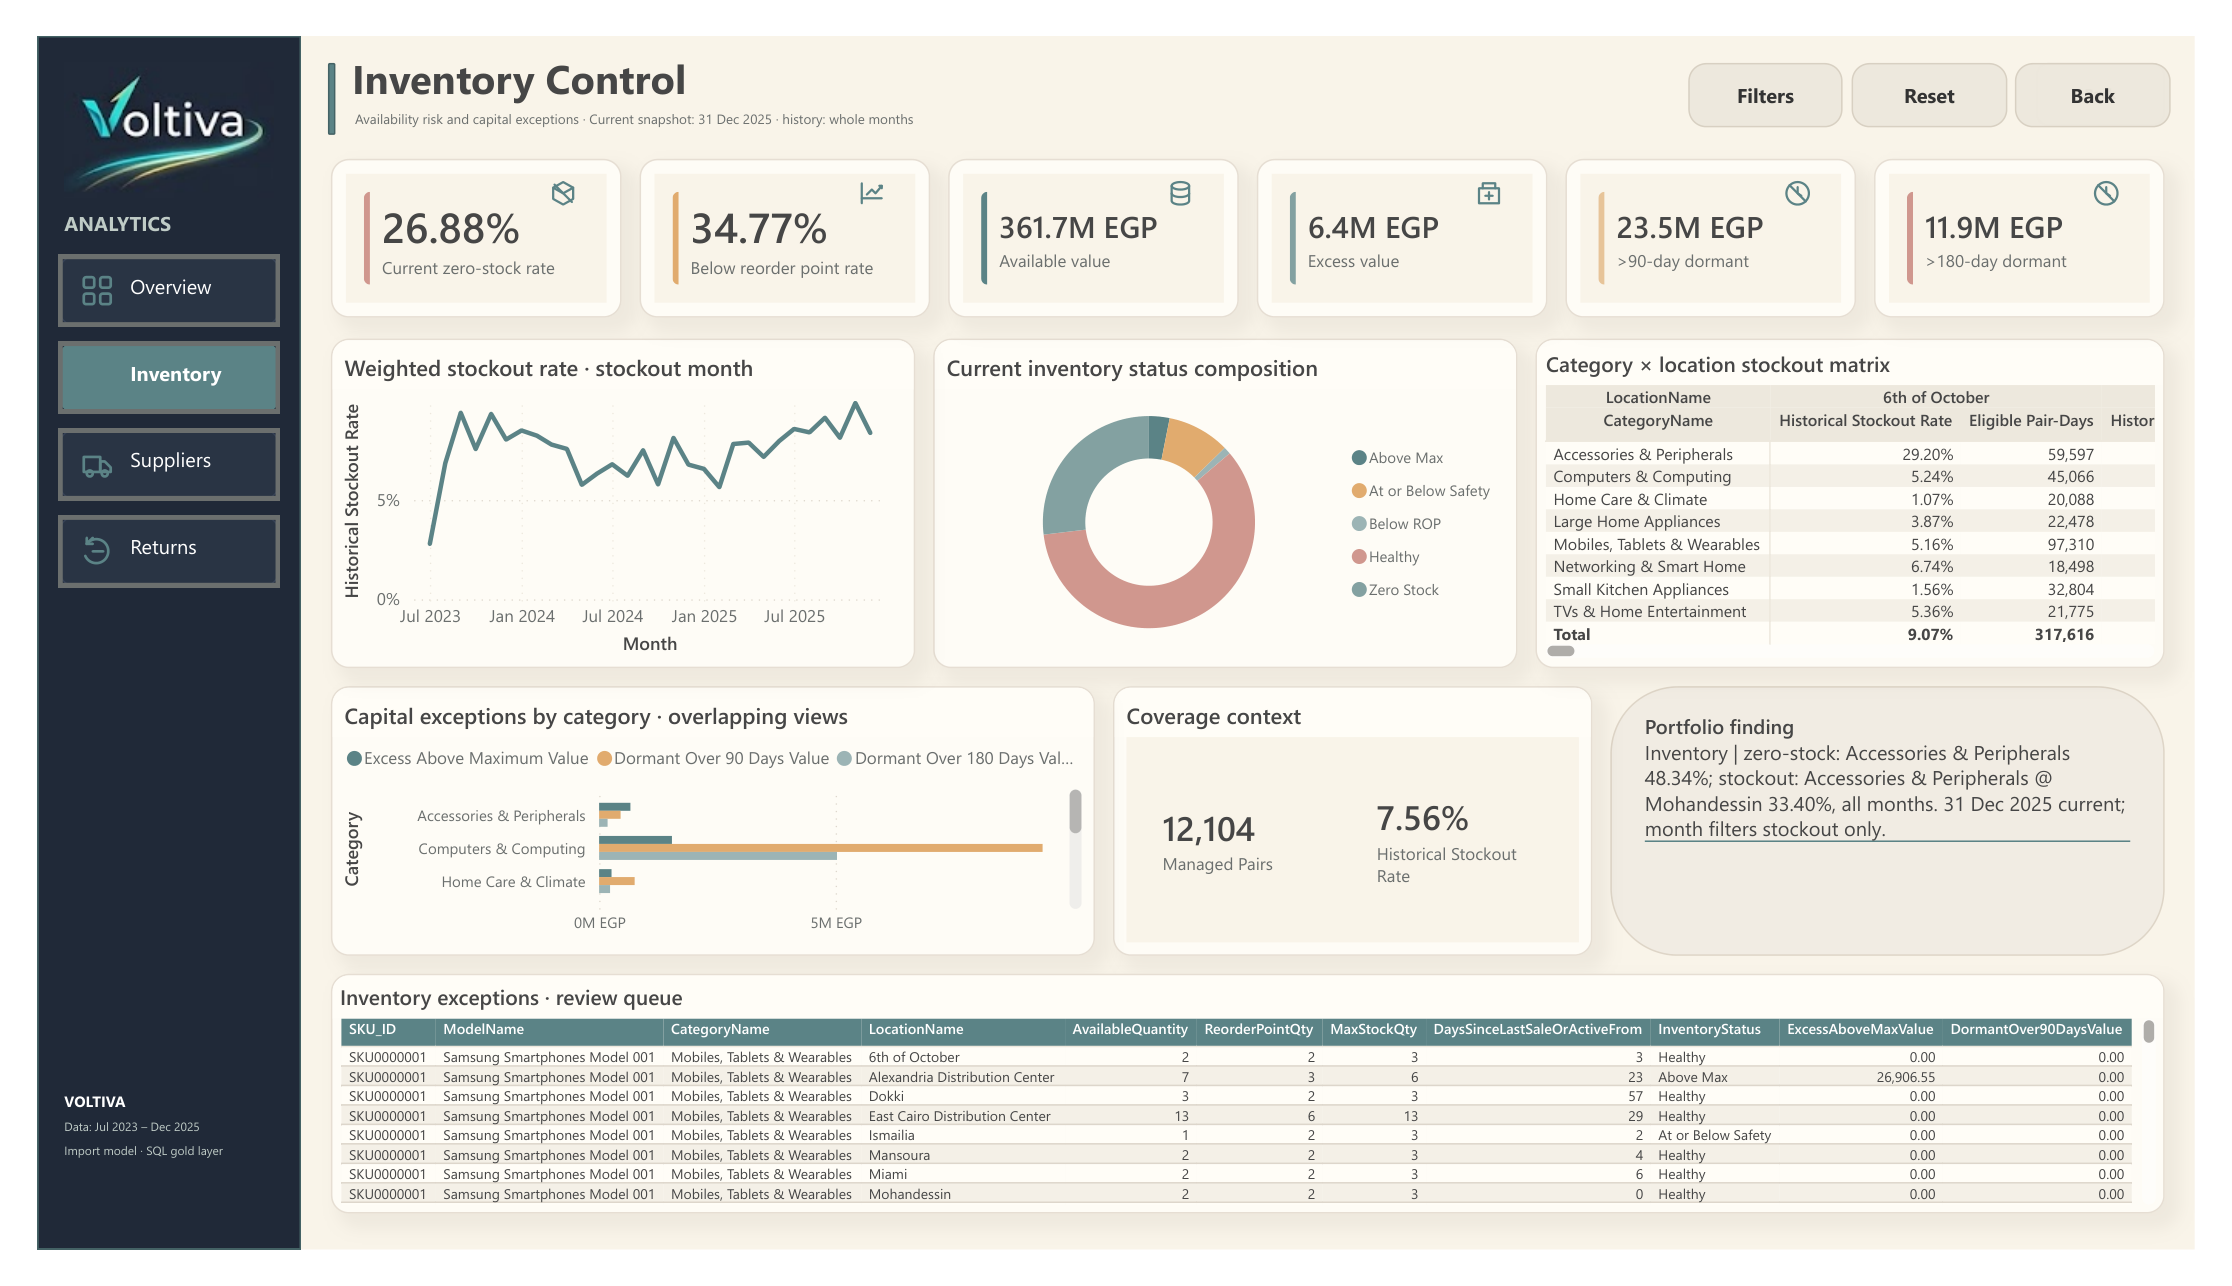 Voltiva
ANALYTICS
Overview
Inventory
Suppliers
Returns
VOLTIVA
Data: Jul 2023 – Dec 2025
Import model · SQL gold layer
Inventory Control
Availability risk and capital exceptions · Current snapshot: 31 Dec 2025 · history: whole months
Filters
Reset
Back
26.88%
Current zero-stock rate
34.77%
Below reorder point rate
361.7M EGP
Available value
6.4M EGP
Excess value
23.5M EGP
>90-day dormant
11.9M EGP
>180-day dormant
Weighted stockout rate · stockout month
Historical Stockout Rate
5%
0%
Jul 2023 Jan 2024 Jul 2024 Jan 2025 Jul 2025
Month
Current inventory status composition
Above Max
At or Below Safety
Below ROP
Healthy
Zero Stock
Category × location stockout matrix
LocationName 6th of October
CategoryName Historical Stockout Rate Eligible Pair-Days Histor
Accessories & Peripherals 29.20% 59,597
Computers & Computing 5.24% 45,066
Home Care & Climate 1.07% 20,088
Large Home Appliances 3.87% 22,478
Mobiles, Tablets & Wearables 5.16% 97,310
Networking & Smart Home 6.74% 18,498
Small Kitchen Appliances 1.56% 32,804
TVs & Home Entertainment 5.36% 21,775
Total 9.07% 317,616
Capital exceptions by category · overlapping views
Excess Above Maximum Value Dormant Over 90 Days Value Dormant Over 180 Days Val...
Category
Accessories & Peripherals
Computers & Computing
Home Care & Climate
0M EGP 5M EGP
Coverage context
12,104
Managed Pairs
7.56%
Historical Stockout
Rate
Portfolio finding
Inventory | zero-stock: Accessories & Peripherals
48.34%; stockout: Accessories & Peripherals @
Mohandessin 33.40%, all months. 31 Dec 2025 current;
month filters stockout only.
Inventory exceptions · review queue
SKU_ID ModelName CategoryName LocationName AvailableQuantity ReorderPointQty MaxStockQty DaysSinceLastSaleOrActiveFrom InventoryStatus ExcessAboveMaxValue DormantOver90DaysValue
SKU0000001 Samsung Smartphones Model 001 Mobiles, Tablets & Wearables 6th of October 2 2 3 3 Healthy 0.00 0.00
SKU0000001 Samsung Smartphones Model 001 Mobiles, Tablets & Wearables Alexandria Distribution Center 7 3 6 23 Above Max 26,906.55 0.00
SKU0000001 Samsung Smartphones Model 001 Mobiles, Tablets & Wearables Dokki 3 2 3 57 Healthy 0.00 0.00
SKU0000001 Samsung Smartphones Model 001 Mobiles, Tablets & Wearables East Cairo Distribution Center 13 6 13 29 Healthy 0.00 0.00
SKU0000001 Samsung Smartphones Model 001 Mobiles, Tablets & Wearables Ismailia 1 2 3 2 At or Below Safety 0.00 0.00
SKU0000001 Samsung Smartphones Model 001 Mobiles, Tablets & Wearables Mansoura 2 2 3 4 Healthy 0.00 0.00
SKU0000001 Samsung Smartphones Model 001 Mobiles, Tablets & Wearables Miami 2 2 3 6 Healthy 0.00 0.00
SKU0000001 Samsung Smartphones Model 001 Mobiles, Tablets & Wearables Mohandessin 2 2 3 0 Healthy 0.00 0.00